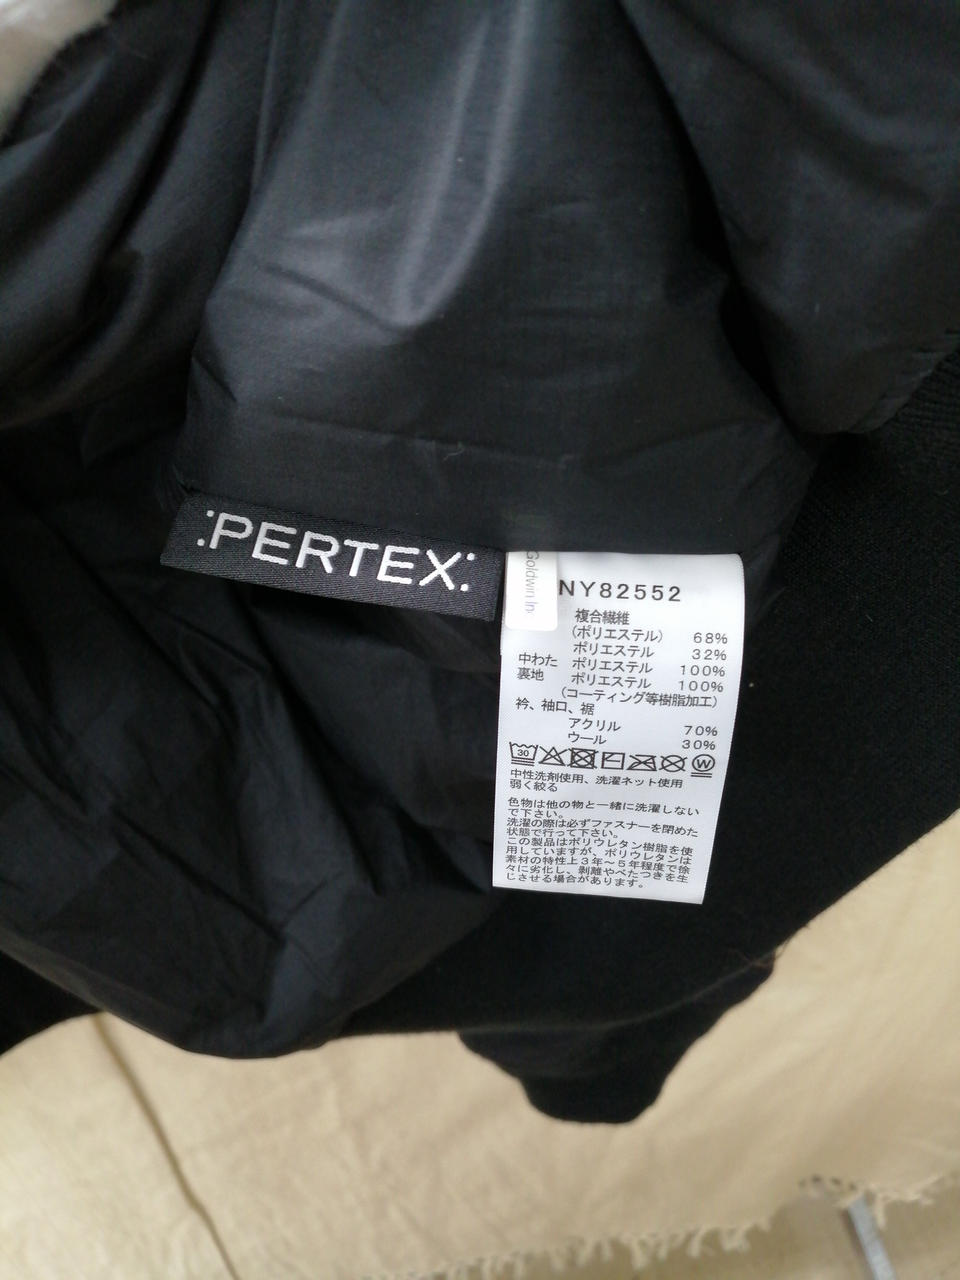 PERTEX
Goldwin Inc
NY82552
複合繊維
(ポリエステル) 68%
ポリエステル 32%
中わた ポリエステル 100%
裏地 ポリエステル 100%
(コーティング等樹脂加工)
衿、袖口、裾
アクリル 70%
ウール 30%
30 W
中性洗剤使用、洗濯ネット使用
弱く絞る
色物は他の物と一緒に洗濯しない
で下さい。
洗濯の際は必ずファスナーを閉めた
状態で行って下さい。
この製品はポリウレタン樹脂を使
用していますが、ポリウレタンは
素材の特性上3年〜5年程度で徐
々に劣化し、剥離やべたつきを生
じさせる場合があります。